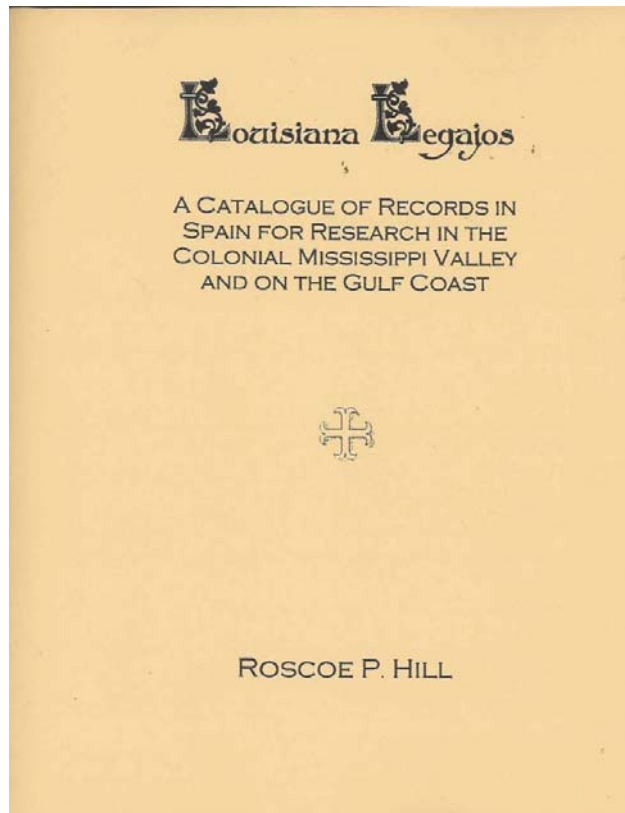 Louisiana Legajos
A CATALOGUE OF RECORDS IN
SPAIN FOR RESEARCH IN THE
COLONIAL MISSISSIPPI VALLEY
AND ON THE GULF COAST
ROSCOE P. HILL